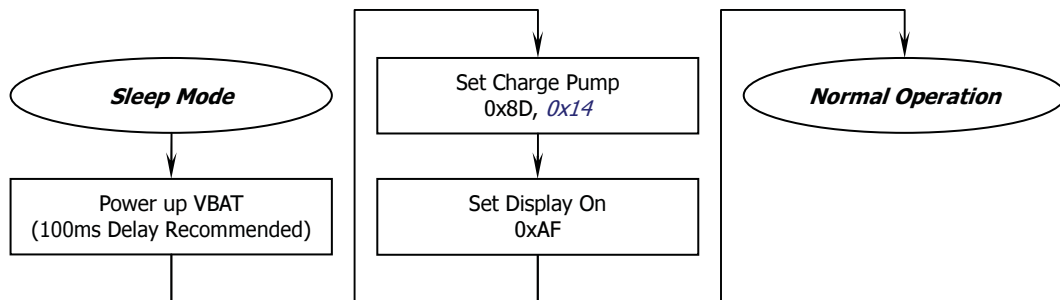 Sleep Mode
Power up VBAT
(100ms Delay Recommended)
Set Charge Pump
0x8D, 0x14
Set Display On
0xAF
Normal Operation